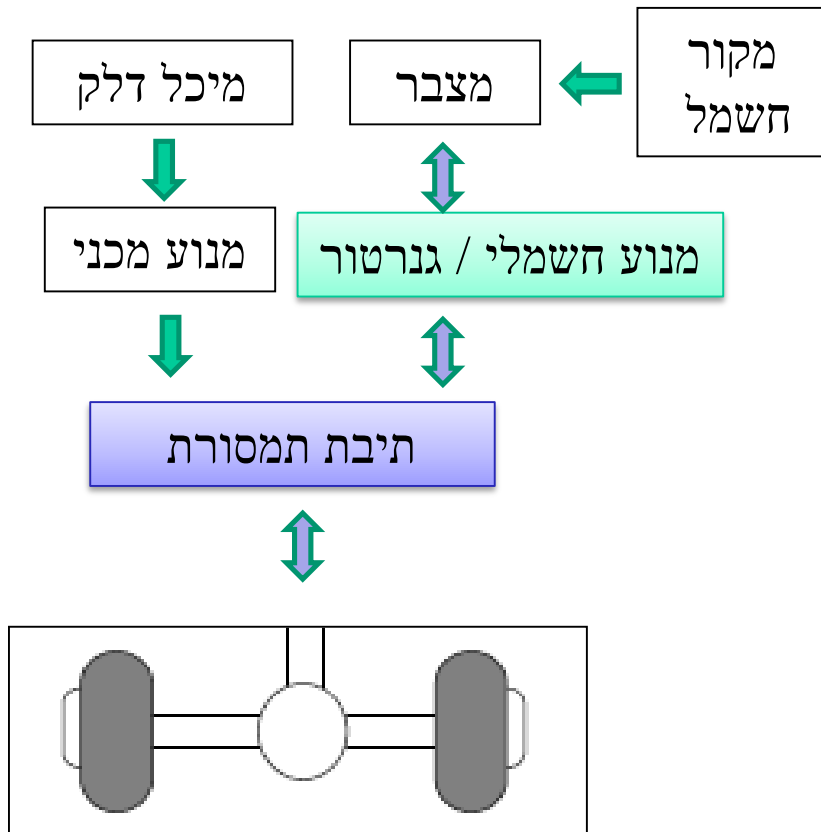 מקור
חשמל
מצבר
מיכל דלק
מנוע חשמלי / גנרטור
מנוע מכני
תיבת תמסורת